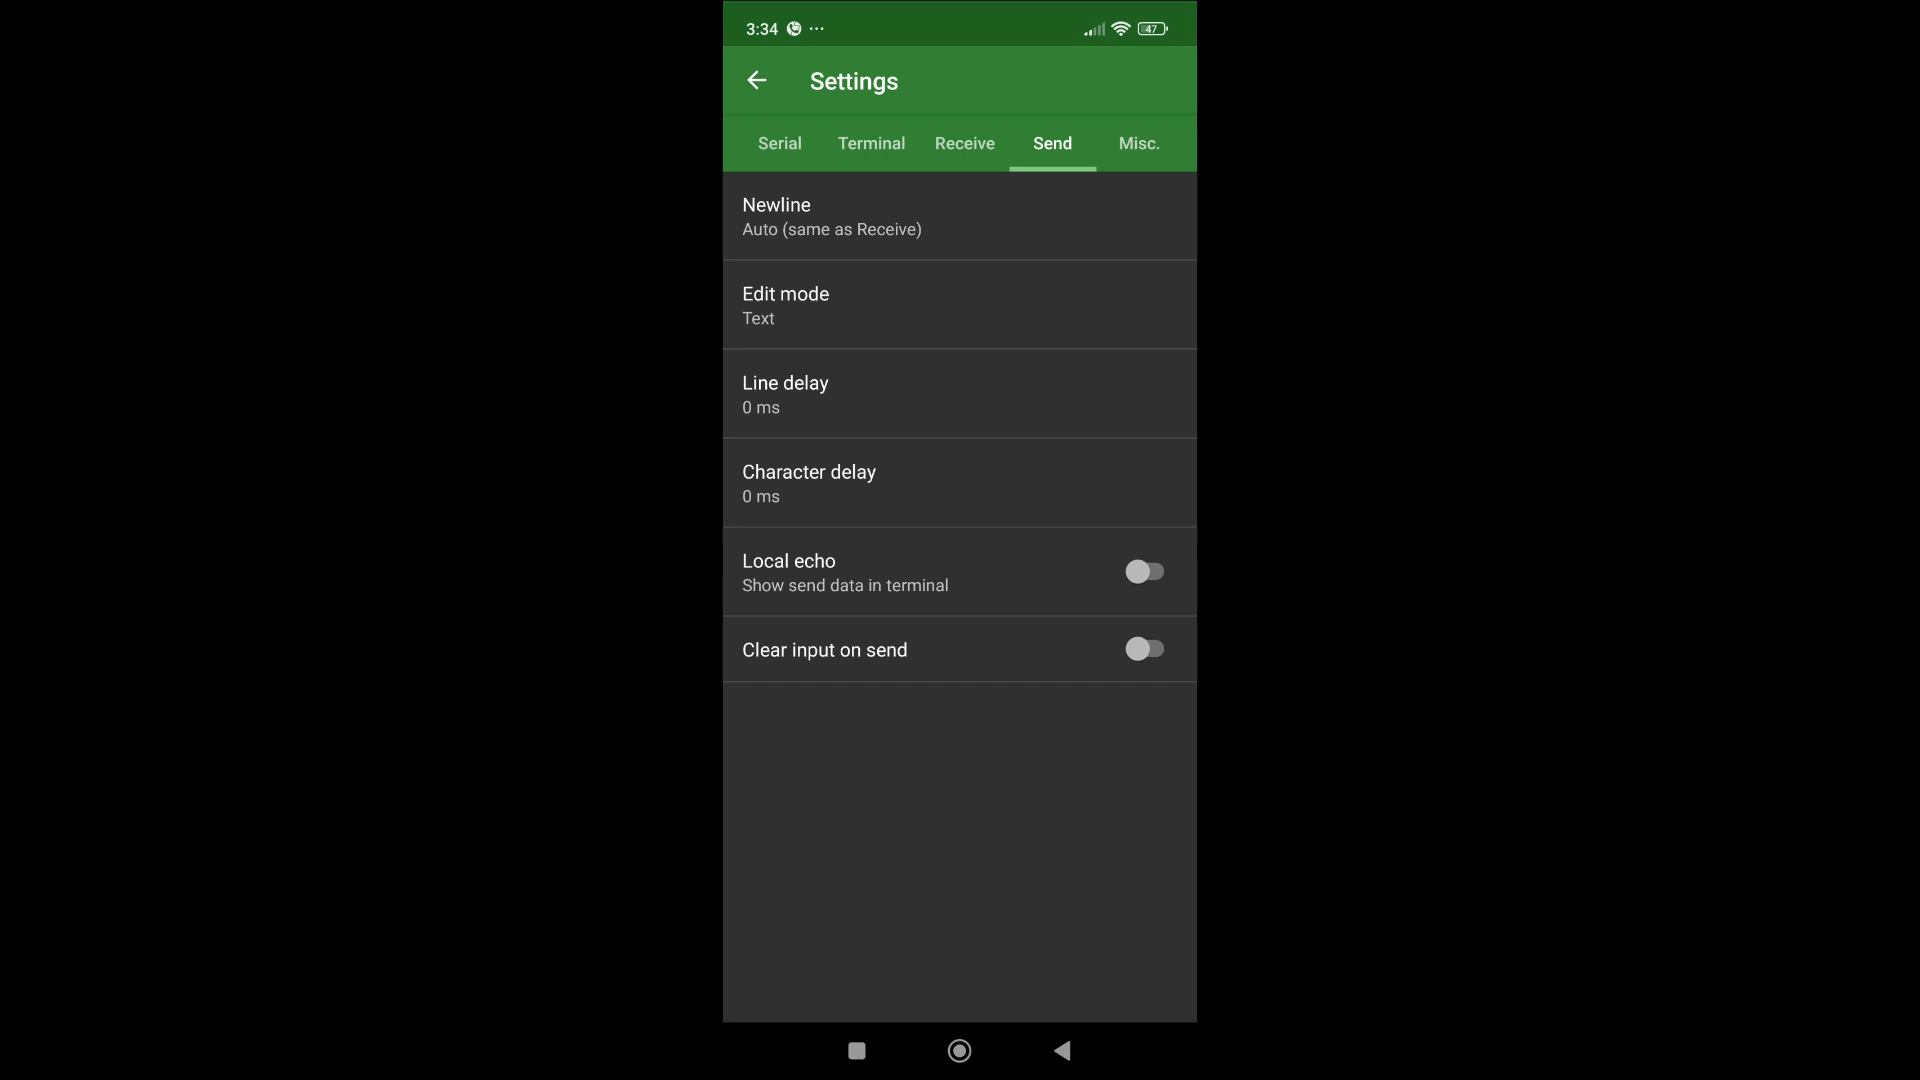 3:34
47
Settings
Serial Terminal Receive Send Misc.
Newline
Auto (same as Receive)
Edit mode
Text
Line delay
0 ms
Character delay
0 ms
Local echo
Show send data in terminal
Clear input on send